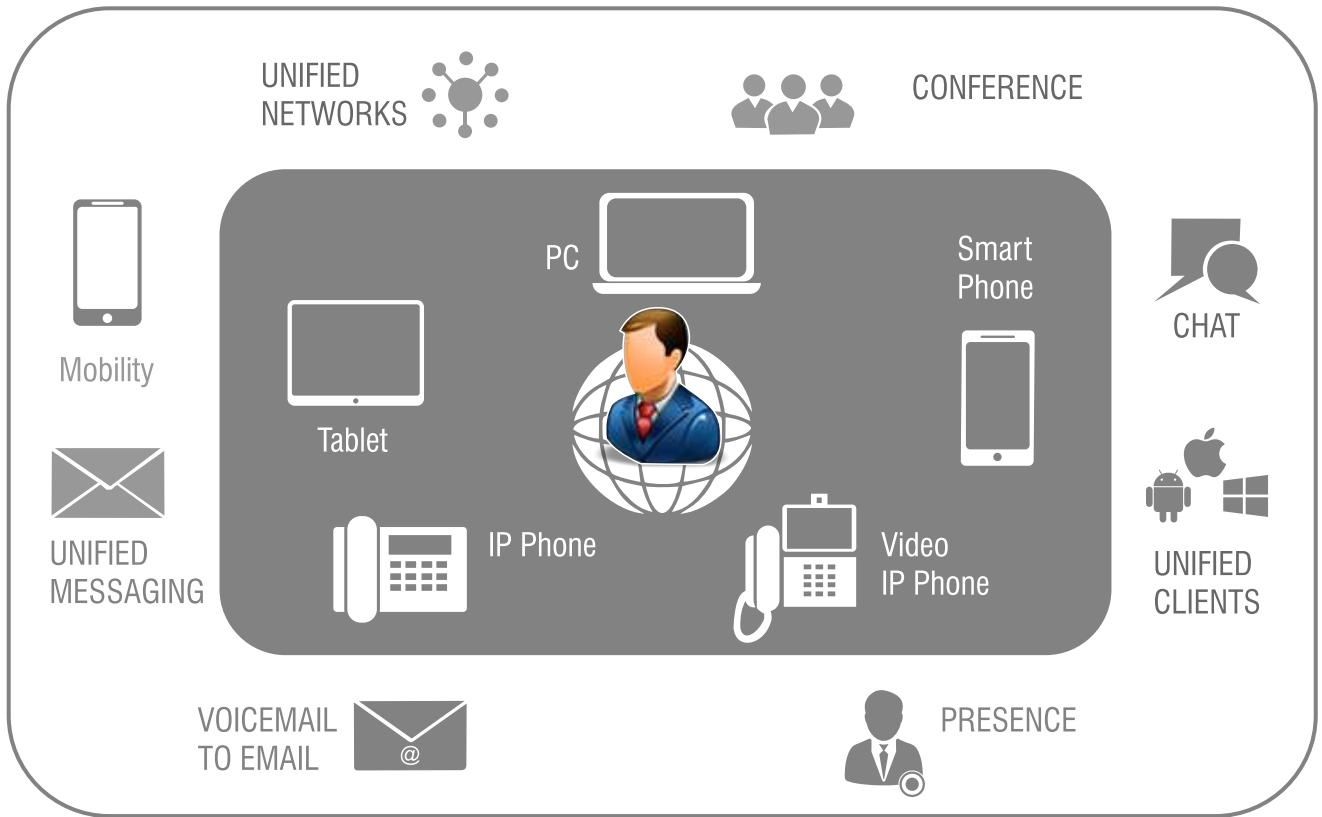 UNIFIED
NETWORKS
CONFERENCE
Mobility
PC
Smart
Phone
CHAT
Tablet
UNIFIED
MESSAGING
IP Phone
Video
IP Phone
UNIFIED
CLIENTS
VOICEMAIL
TO EMAIL
@
PRESENCE